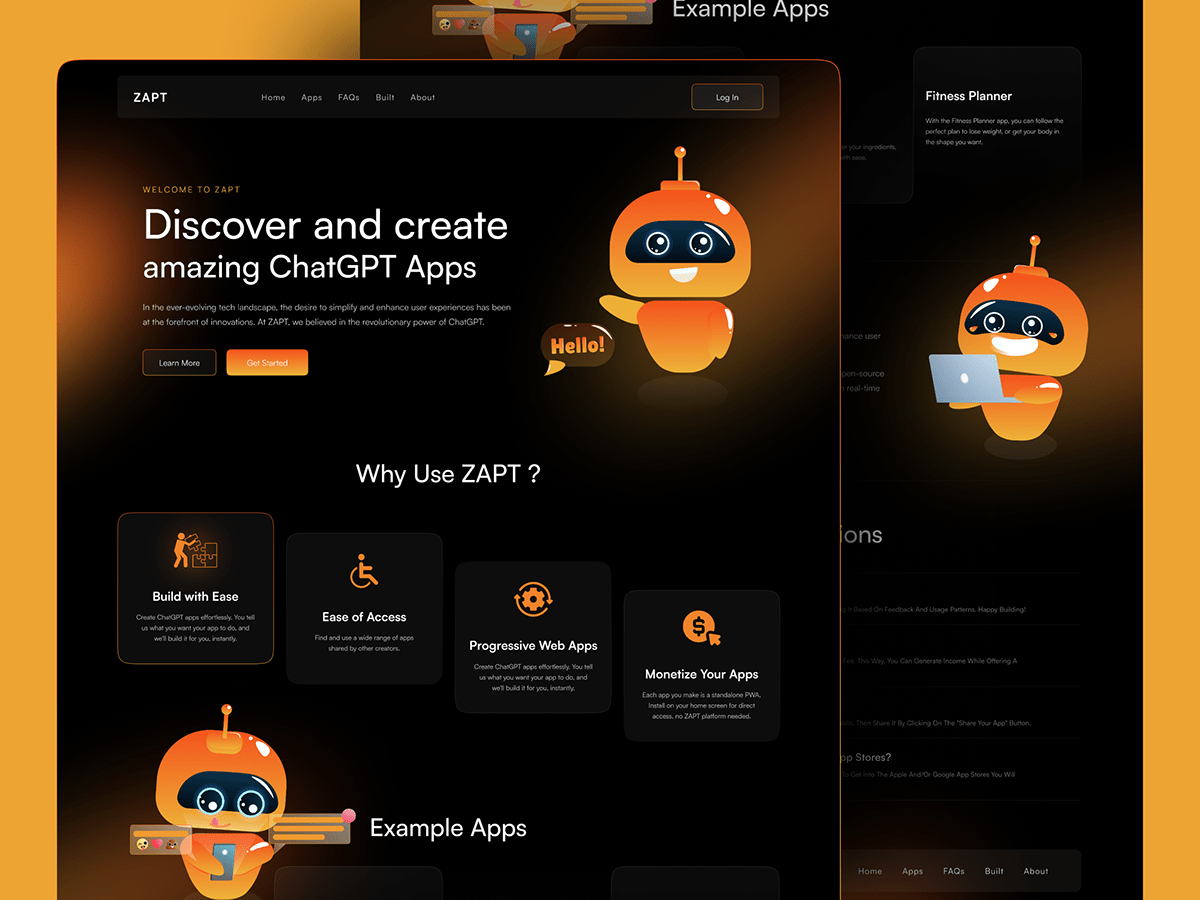 ZAPT
Home Apps FAQs Built About
Log In
WELCOME TO ZAPT
Discover and create
amazing ChatGPT Apps
In the ever-evolving tech landscape, the desire to simplify and enhance user experiences has been
at the forefront of innovations. At ZAPT, we believed in the revolutionary power of ChatGPT.
Learn More
Get Started
Hello!
Why Use ZAPT ?
Build with Ease
Create ChatGPT apps effortlessly. You tell
us what you want your app to do, and
we'll build it for you, instantly.
Ease of Access
Find and use a wide range of apps
shared by other creators.
Progressive Web Apps
Create ChatGPT apps effortlessly. You tell
us what you want your app to do, and
we'll build it for you, instantly.
Monetize Your Apps
Each app you make is a standalone PWA,
Install on your home screen for direct
access, no ZAPT platform needed.
Example Apps
Example Apps
Fitness Planner
With the Fitness Planner app, you can follow the
perfect plan to lose weight, or get your body in
the shape you want.
your ingredients,
with ease.
hance user
pen-source
real-time
ions
It Based On Feedback And Usage Patterns. Happy Building!
Fee. This Way, You Can Generate Income While Offering A
Then Share It By Clicking On The "Share Your App" Button.
pp Stores?
To Get Into The Apple And/Or Google App Stores You Will
Home Apps FAQs Built About